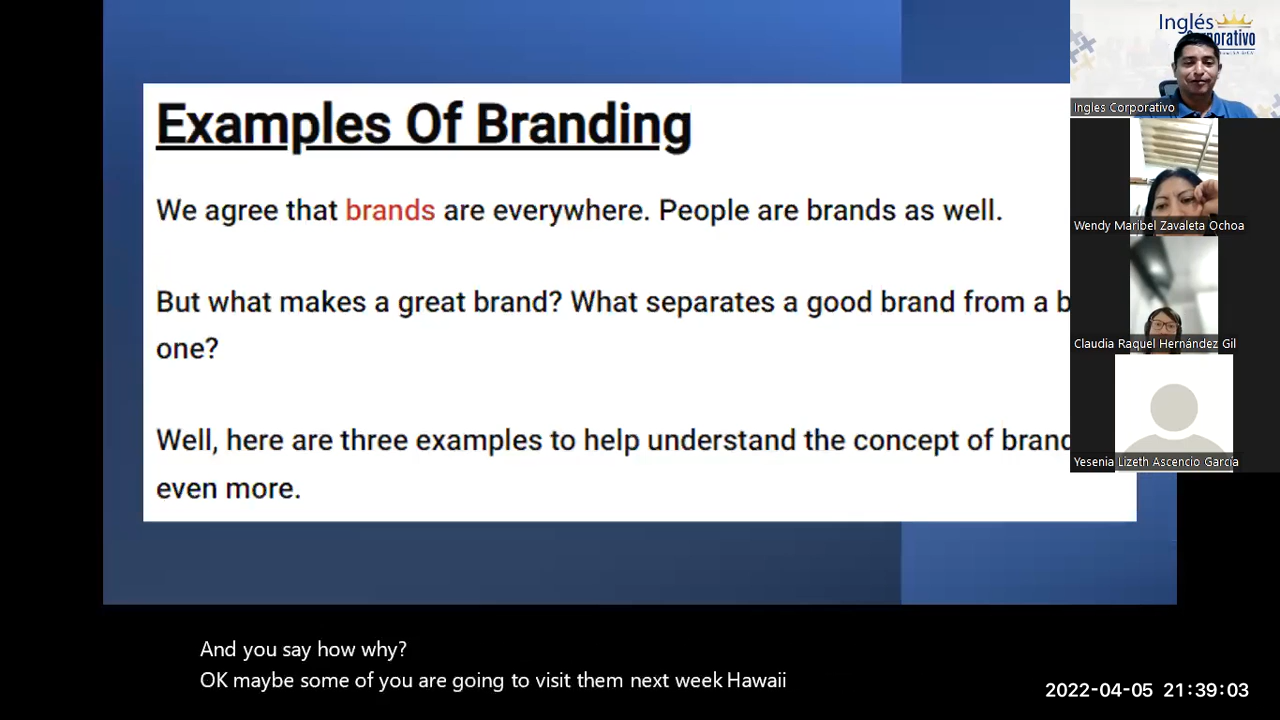 Examples Of Branding
We agree that brands are everywhere. People are brands as well.
But what makes a great brand? What separates a good brand from a
one?
Well, here are three examples to help understand the concept of brand
even more.
Inglés
Ingles Corporativo
Wendy Maribel Zavaleta Ochoa
Claudia Raquel Hernández Gil
Yesenia Lizeth Ascencio García
And you say how why?
OK maybe some of you are going to visit them next week Hawaii
2022-04-05 21:39:03